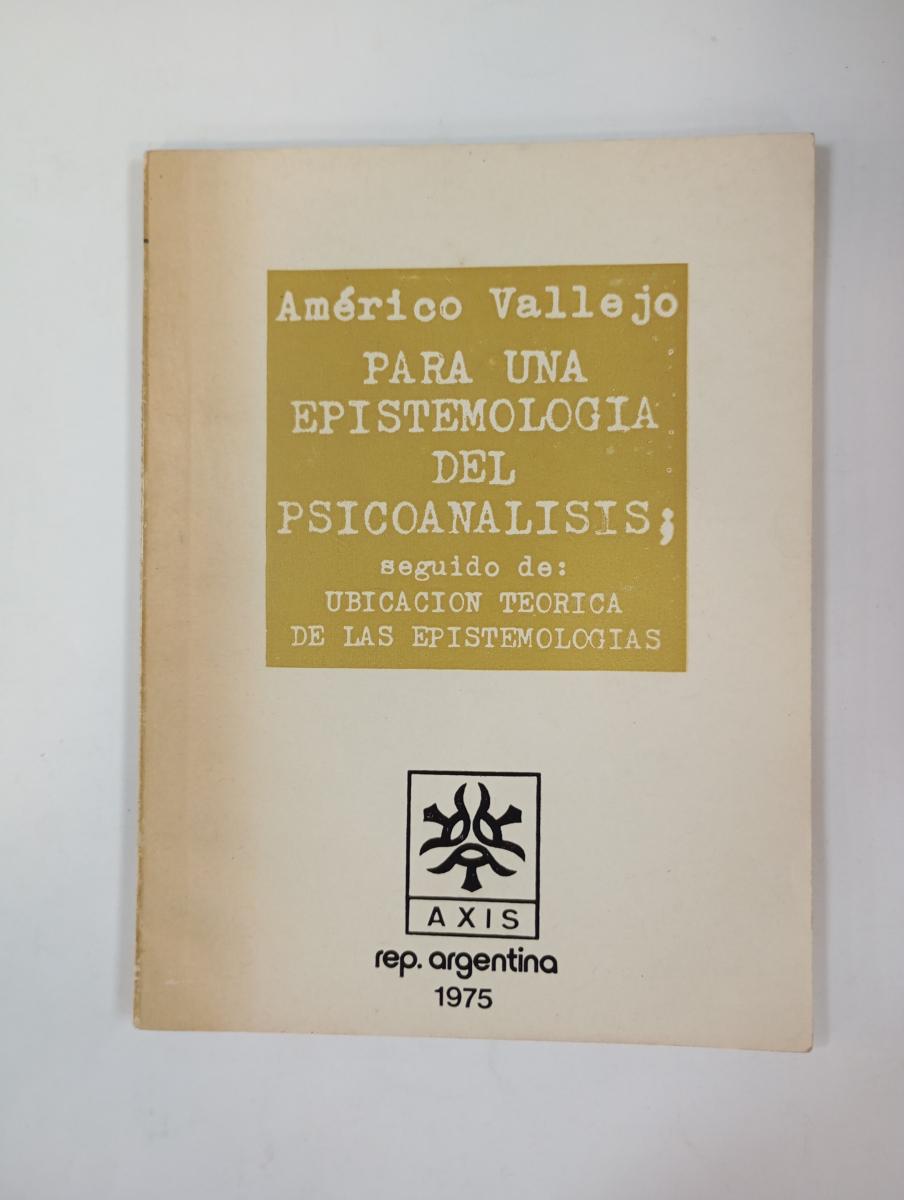 Américo Vallejo
PARA UNA
EPISTEMOLOGIA
DEL
PSICOANALISIS;
seguido de:
UBICACION TEORICA
DE LAS EPISTEMOLOGIAS
AXIS
rep. argentina
1975